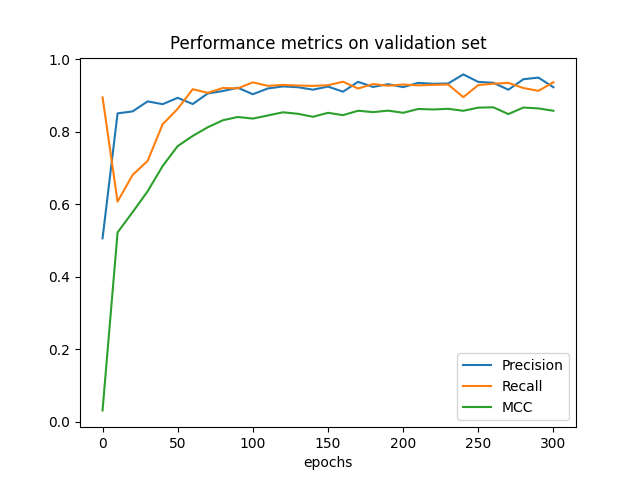 Performance metrics on validation set
1.0
0.8
0.6
0.4
0.2
0.0
Precision
Recall
MCC
0 50 100 150 200 250 300
epochs